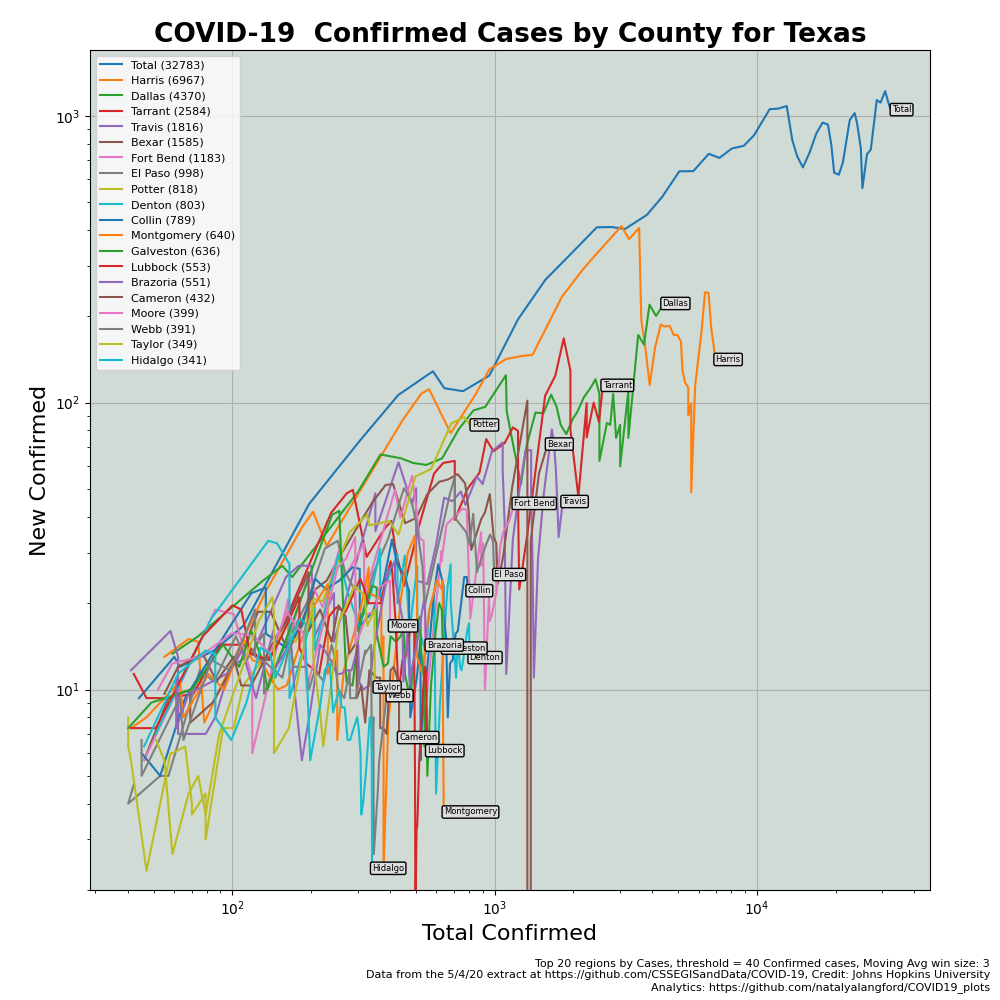 COVID-19  Confirmed Cases by County for Texas
Total (32783)
Harris (6967)
Dallas (4370)
Tarrant (2584)
Travis (1816)
Bexar (1585)
Fort Bend (1183)
El Paso (998)
Potter (818)
Denton (803)
Collin (789)
Montgomery (640)
Galveston (636)
Lubbock (553)
Brazoria (551)
Cameron (432)
Moore (399)
Webb (391)
Taylor (349)
Hidalgo (341)
10³
10²
10¹
New Confirmed
Total
Dallas
Harris
Tarrant
Potter
Bexar
Fort Bend
Travis
El Paso
Collin
Moore
Brazoria
eston
Denton
Taylor
Webb
Cameron
Lubbock
Montgomery
Hidalgo
10²
10³
10⁴
Total Confirmed
Top 20 regions by Cases, threshold = 40 Confirmed cases, Moving Avg win size: 3
Data from the 5/4/20 extract at https://github.com/CSSEGISandData/COVID-19, Credit: Johns Hopkins University
Analytics: https://github.com/natalyalangford/COVID19_plots